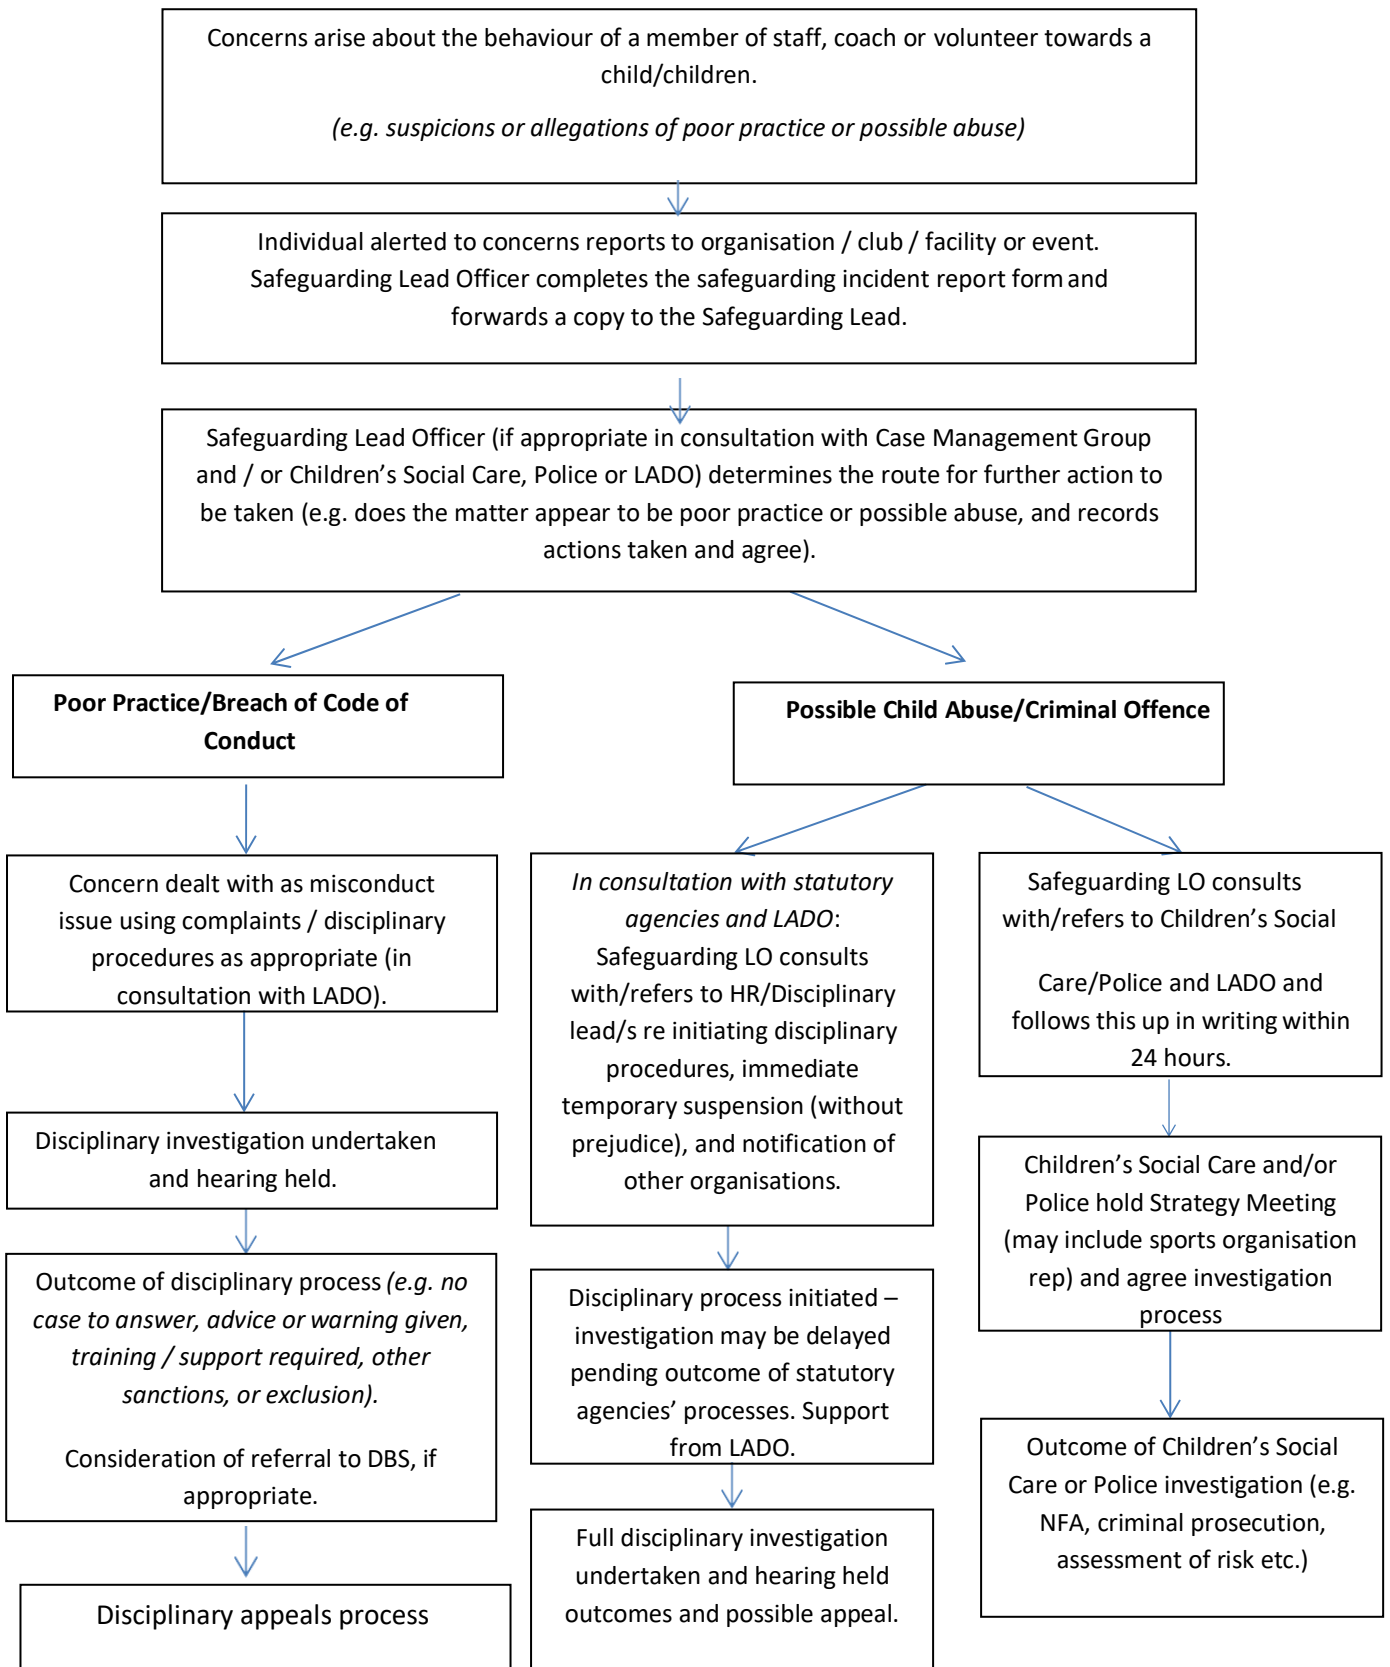 Concerns arise about the behaviour of a member of staff, coach or volunteer towards a
child/children.
(e.g. suspicions or allegations of poor practice or possible abuse)
Individual alerted to concerns reports to organisation / club / facility or event.
Safeguarding Lead Officer completes the safeguarding incident report form and
forwards a copy to the Safeguarding Lead.
Safeguarding Lead Officer (if appropriate in consultation with Case Management Group
and / or Children’s Social Care, Police or LADO) determines the route for further action to
be taken (e.g. does the matter appear to be poor practice or possible abuse, and records
actions taken and agree).
Poor Practice/Breach of Code of
Conduct
Concern dealt with as misconduct
issue using complaints / disciplinary
procedures as appropriate (in
consultation with LADO).
Disciplinary investigation undertaken
and hearing held.
Outcome of disciplinary process (e.g. no
case to answer, advice or warning given,
training / support required, other
sanctions, or exclusion).
Consideration of referral to DBS, if
appropriate.
Disciplinary appeals process
Possible Child Abuse/Criminal Offence
In consultation with statutory
agencies and LADO:
Safeguarding LO consults
with/refers to HR/Disciplinary
lead/s re initiating disciplinary
procedures, immediate
temporary suspension (without
prejudice), and notification of
other organisations.
Disciplinary process initiated –
investigation may be delayed
pending outcome of statutory
agencies’ processes. Support
from LADO.
Full disciplinary investigation
undertaken and hearing held
outcomes and possible appeal.
Safeguarding LO consults
with/refers to Children’s Social
Care/Police and LADO and
follows this up in writing within
24 hours.
Children’s Social Care and/or
Police hold Strategy Meeting
(may include sports organisation
rep) and agree investigation
process
Outcome of Children’s Social
Care or Police investigation (e.g.
NFA, criminal prosecution,
assessment of risk etc.)